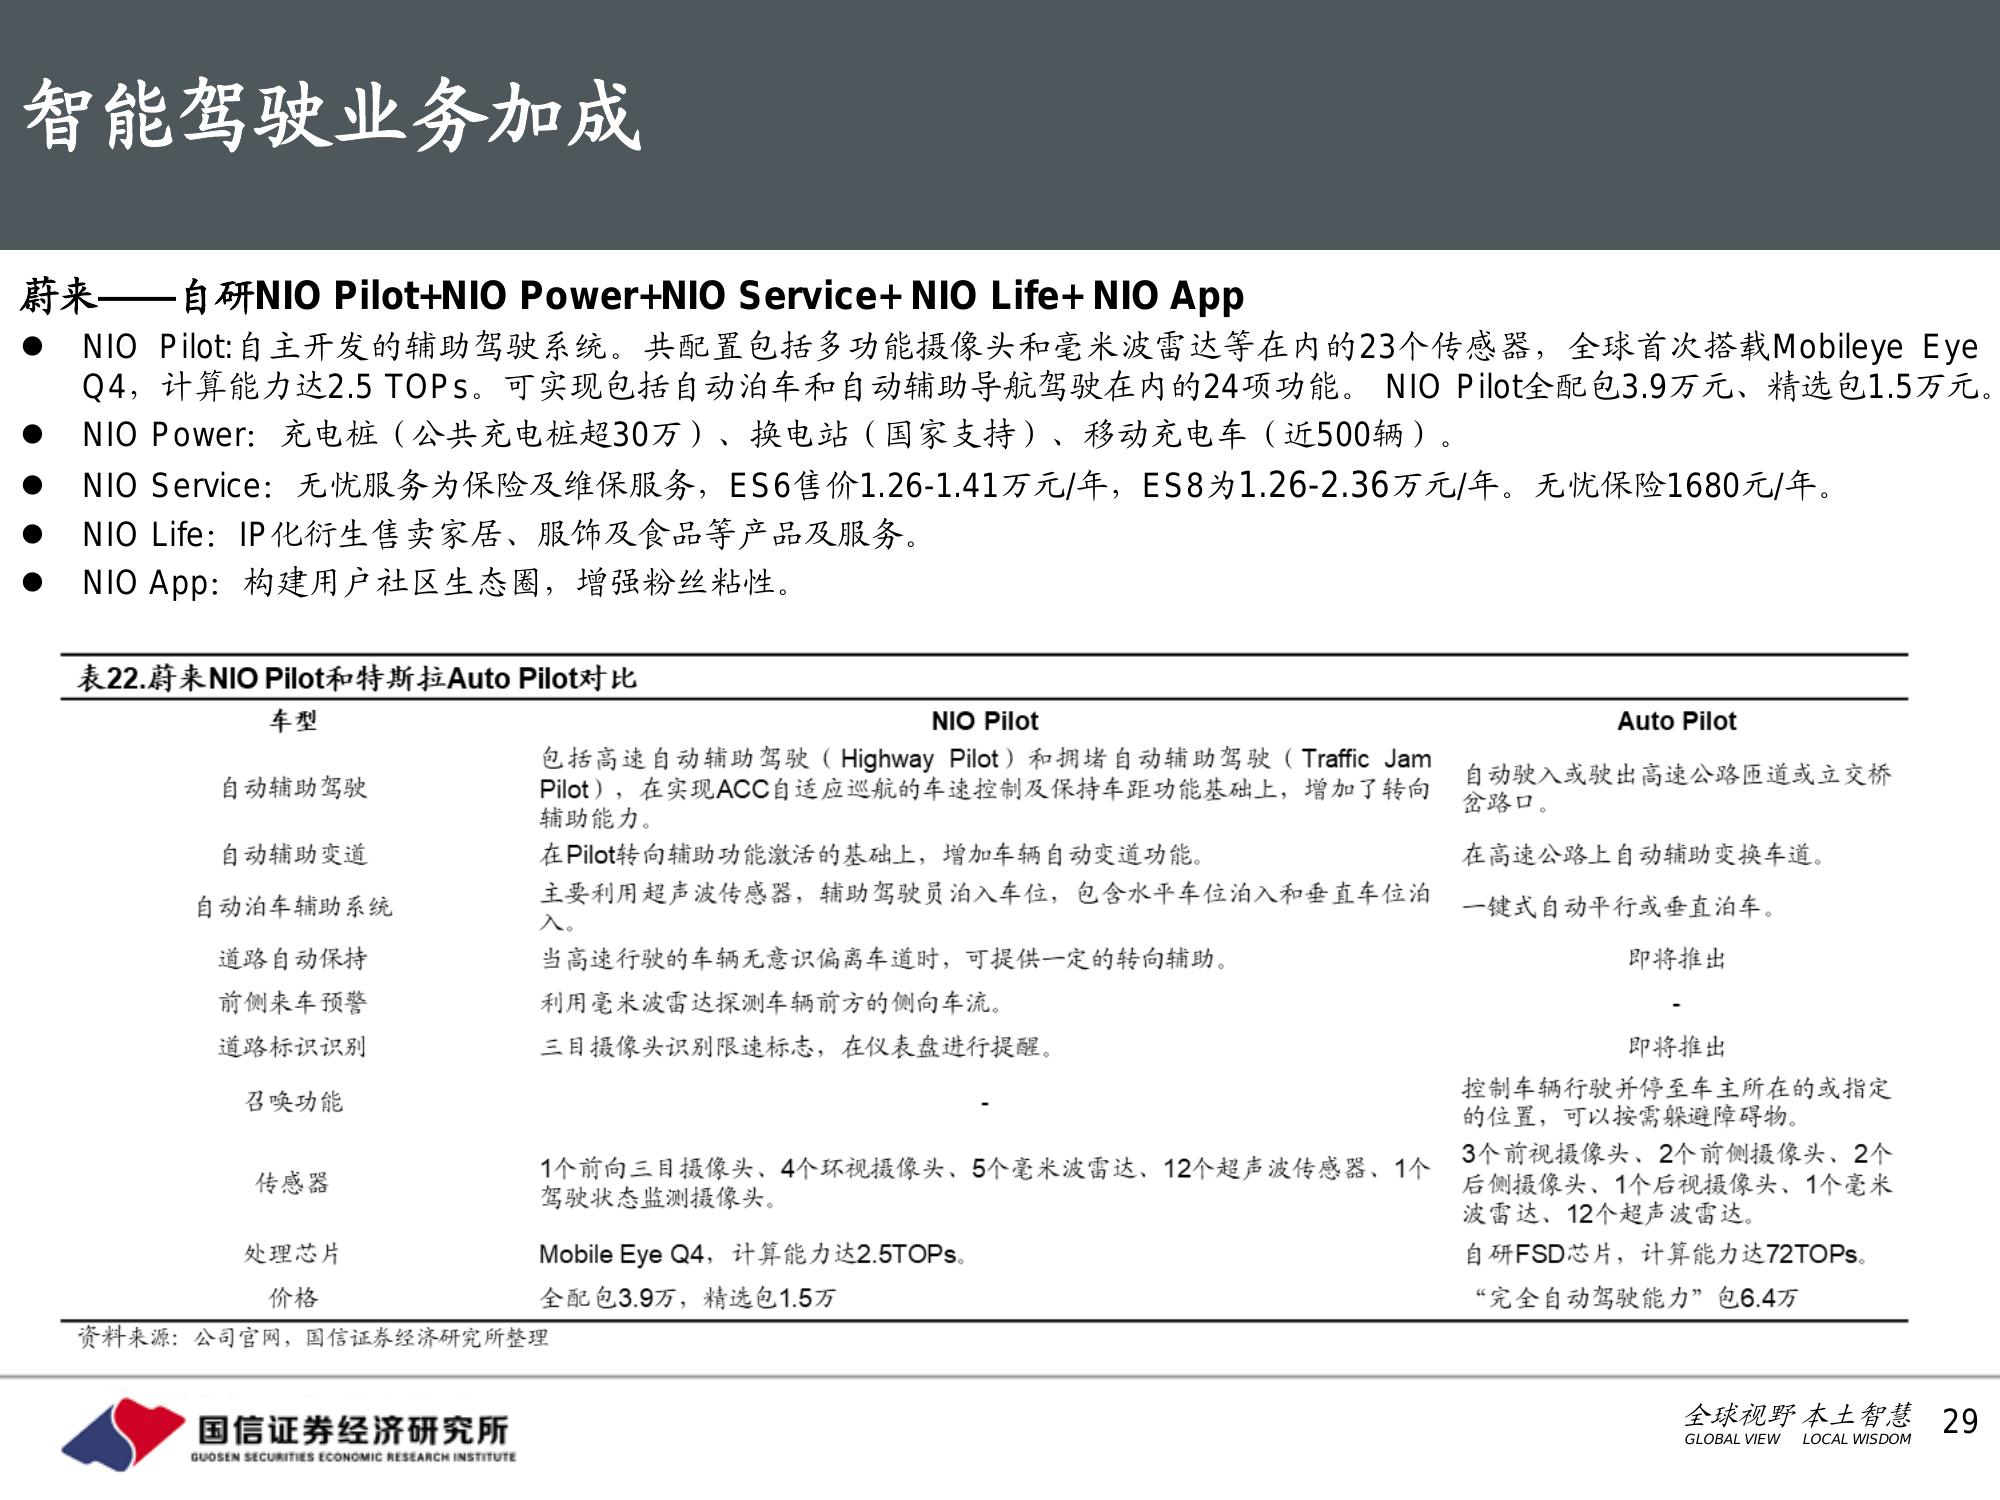 智能驾驶业务加成
蔚来——自研NIO Pilot+NIO Power+NIO Service+ NIO Life+ NIO App
● NIO Pilot:自主开发的辅助驾驶系统。共配置包括多功能摄像头和毫米波雷达等在内的23个传感器，全球首次搭载Mobileye Eye
Q4，计算能力达2.5 TOPs。可实现包括自动泊车和自动辅助导航驾驶在内的24项功能。 NIO Pilot全配包3.9万元、精选包1.5万元。
● NIO Power：充电桩（公共充电桩超30万）、换电站（国家支持）、移动充电车（近500辆）。
● NIO Service：无忧服务为保险及维保服务，ES6售价1.26-1.41万元/年，ES8为1.26-2.36万元/年。无忧保险1680元/年。
● NIO Life：IP化衍生售卖家居、服饰及食品等产品及服务。
● NIO App：构建用户社区生态圈，增强粉丝粘性。
表22.蔚来NIO Pilot和特斯拉Auto Pilot对比
车型 NIO Pilot Auto Pilot
自动辅助驾驶
包括高速自动辅助驾驶（Highway Pilot）和拥堵自动辅助驾驶（Traffic Jam
Pilot），在实现ACC自适应巡航的车速控制及保持车距功能基础上，增加了转向
辅助能力。
自动驶入或驶出高速公路匝道或立交桥
岔路口。
自动辅助变道 在Pilot转向辅助功能激活的基础上，增加车辆自动变道功能。 在高速公路上自动辅助变换车道。
自动泊车辅助系统
主要利用超声波传感器，辅助驾驶员泊入车位，包含水平车位泊入和垂直车位泊
入。
一键式自动平行或垂直泊车。
道路自动保持 当高速行驶的车辆无意识偏离车道时，可提供一定的转向辅助。 即将推出
前侧来车预警 利用毫米波雷达探测车辆前方的侧向车流。 -
道路标识识别 三目摄像头识别限速标志，在仪表盘进行提醒。 即将推出
召唤功能 -
控制车辆行驶并停至车主所在的或指定
的位置，可以按需躲避障碍物。
传感器
1个前向三目摄像头、4个环视摄像头、5个毫米波雷达、12个超声波传感器、1个
驾驶状态监测摄像头。
3个前视摄像头、2个前侧摄像头、2个
后侧摄像头、1个后视摄像头、1个毫米
波雷达、12个超声波雷达。
处理芯片 Mobile Eye Q4，计算能力达2.5TOPs。 自研FSD芯片，计算能力达72TOPs。
价格 全配包3.9万，精选包1.5万 “完全自动驾驶能力”包6.4万
资料来源：公司官网，国信证券经济研究所整理
国信证券经济研究所
GUOSEN SECURITIES ECONOMIC RESEARCH INSTITUTE
全球视野 本土智慧
GLOBAL VIEW LOCAL WISDOM
29